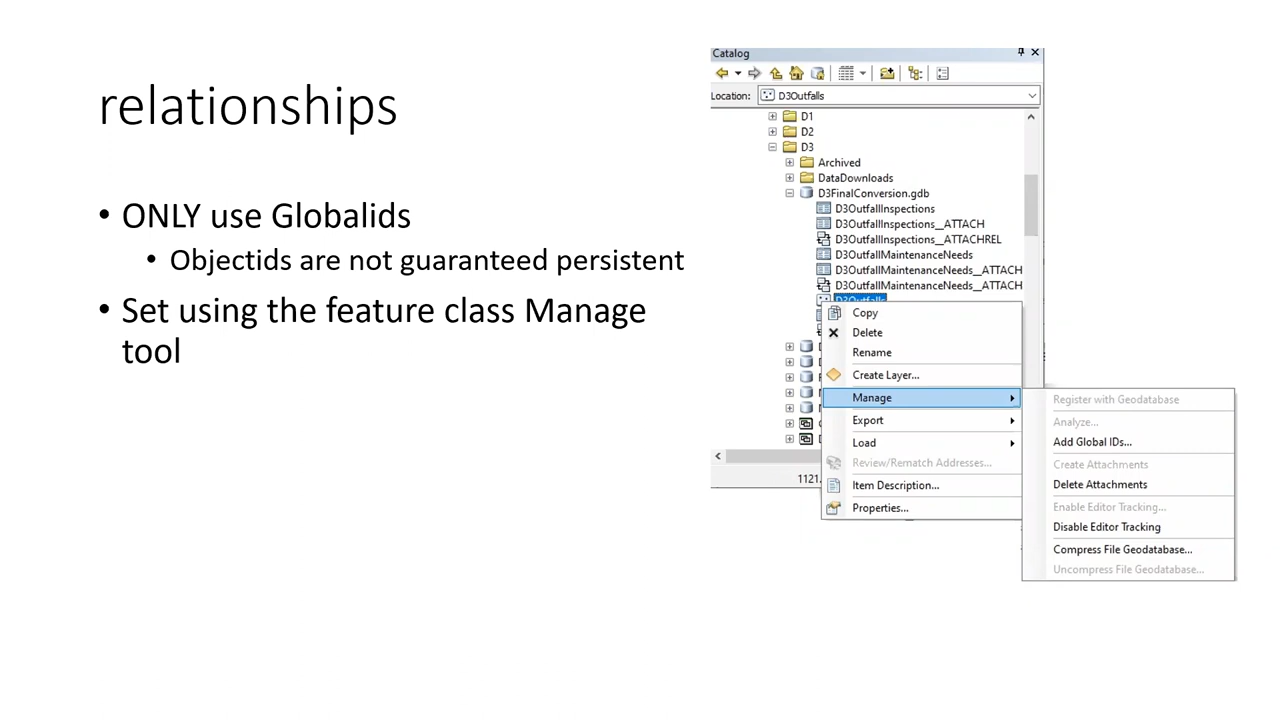 relationships
• ONLY use Globalids
• Objectids are not guaranteed persistent
• Set using the feature class Manage
tool
Catalog
Location: D3Outfalls
D1
D2
D3
Archived
DataDownloads
D3FinalConversion.gdb
D3OutfallInspections
D3OutfallInspections__ATTACH
D3OutfallInspections__ATTACHREL
D3OutfallMaintenanceNeeds
D3OutfallMaintenanceNeeds__ATTACH
D3OutfallMaintenanceNeeds__ATTACH
D3Outfalls
Copy
Delete
Rename
Create Layer...
Manage
Export
Load
Review/Rematch Addresses...
Item Description...
Properties...
1121.
Register with Geodatabase
Analyze...
Add Global IDs...
Create Attachments
Delete Attachments
Enable Editor Tracking...
Disable Editor Tracking
Compress File Geodatabase...
Uncompress File Geodatabase...